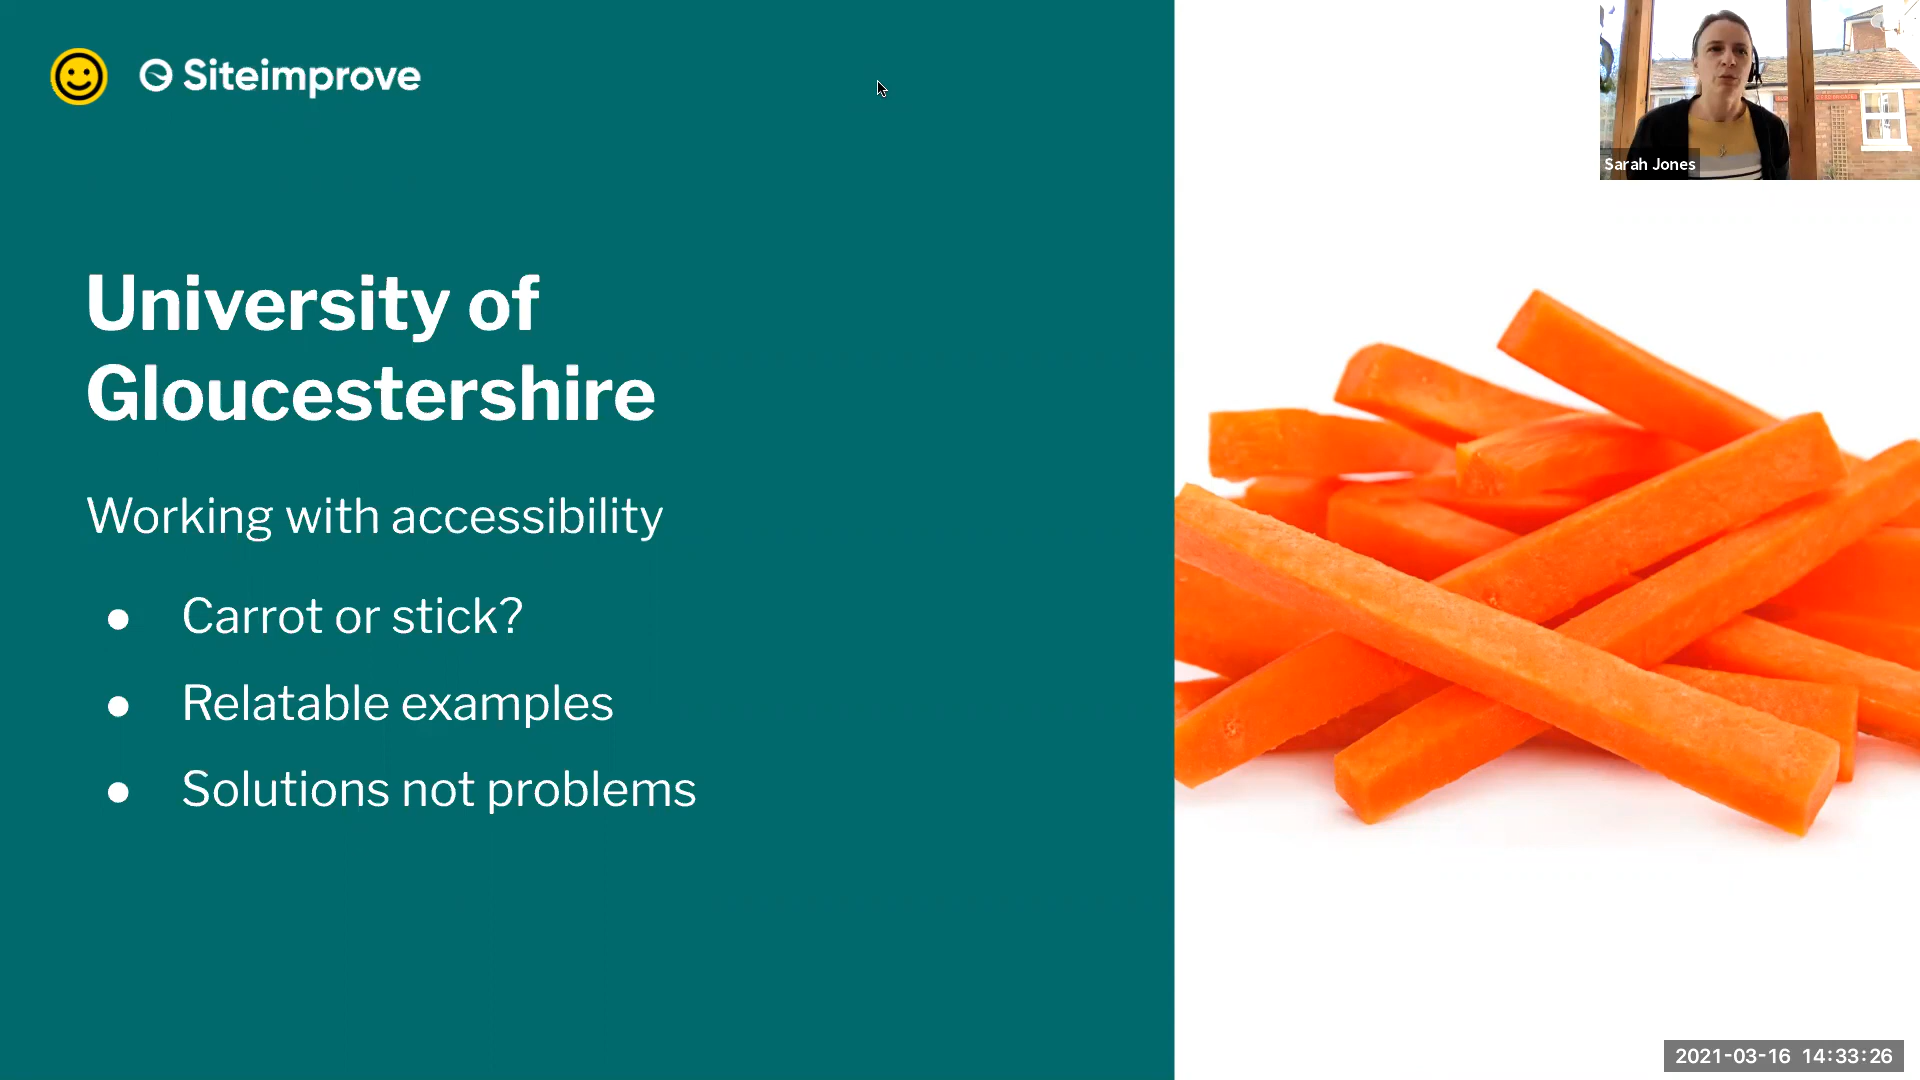 Siteimprove
Sarah Jones
University of
Gloucestershire
Working with accessibility
● Carrot or stick?
● Relatable examples
● Solutions not problems
2021-03-16 14:33:26